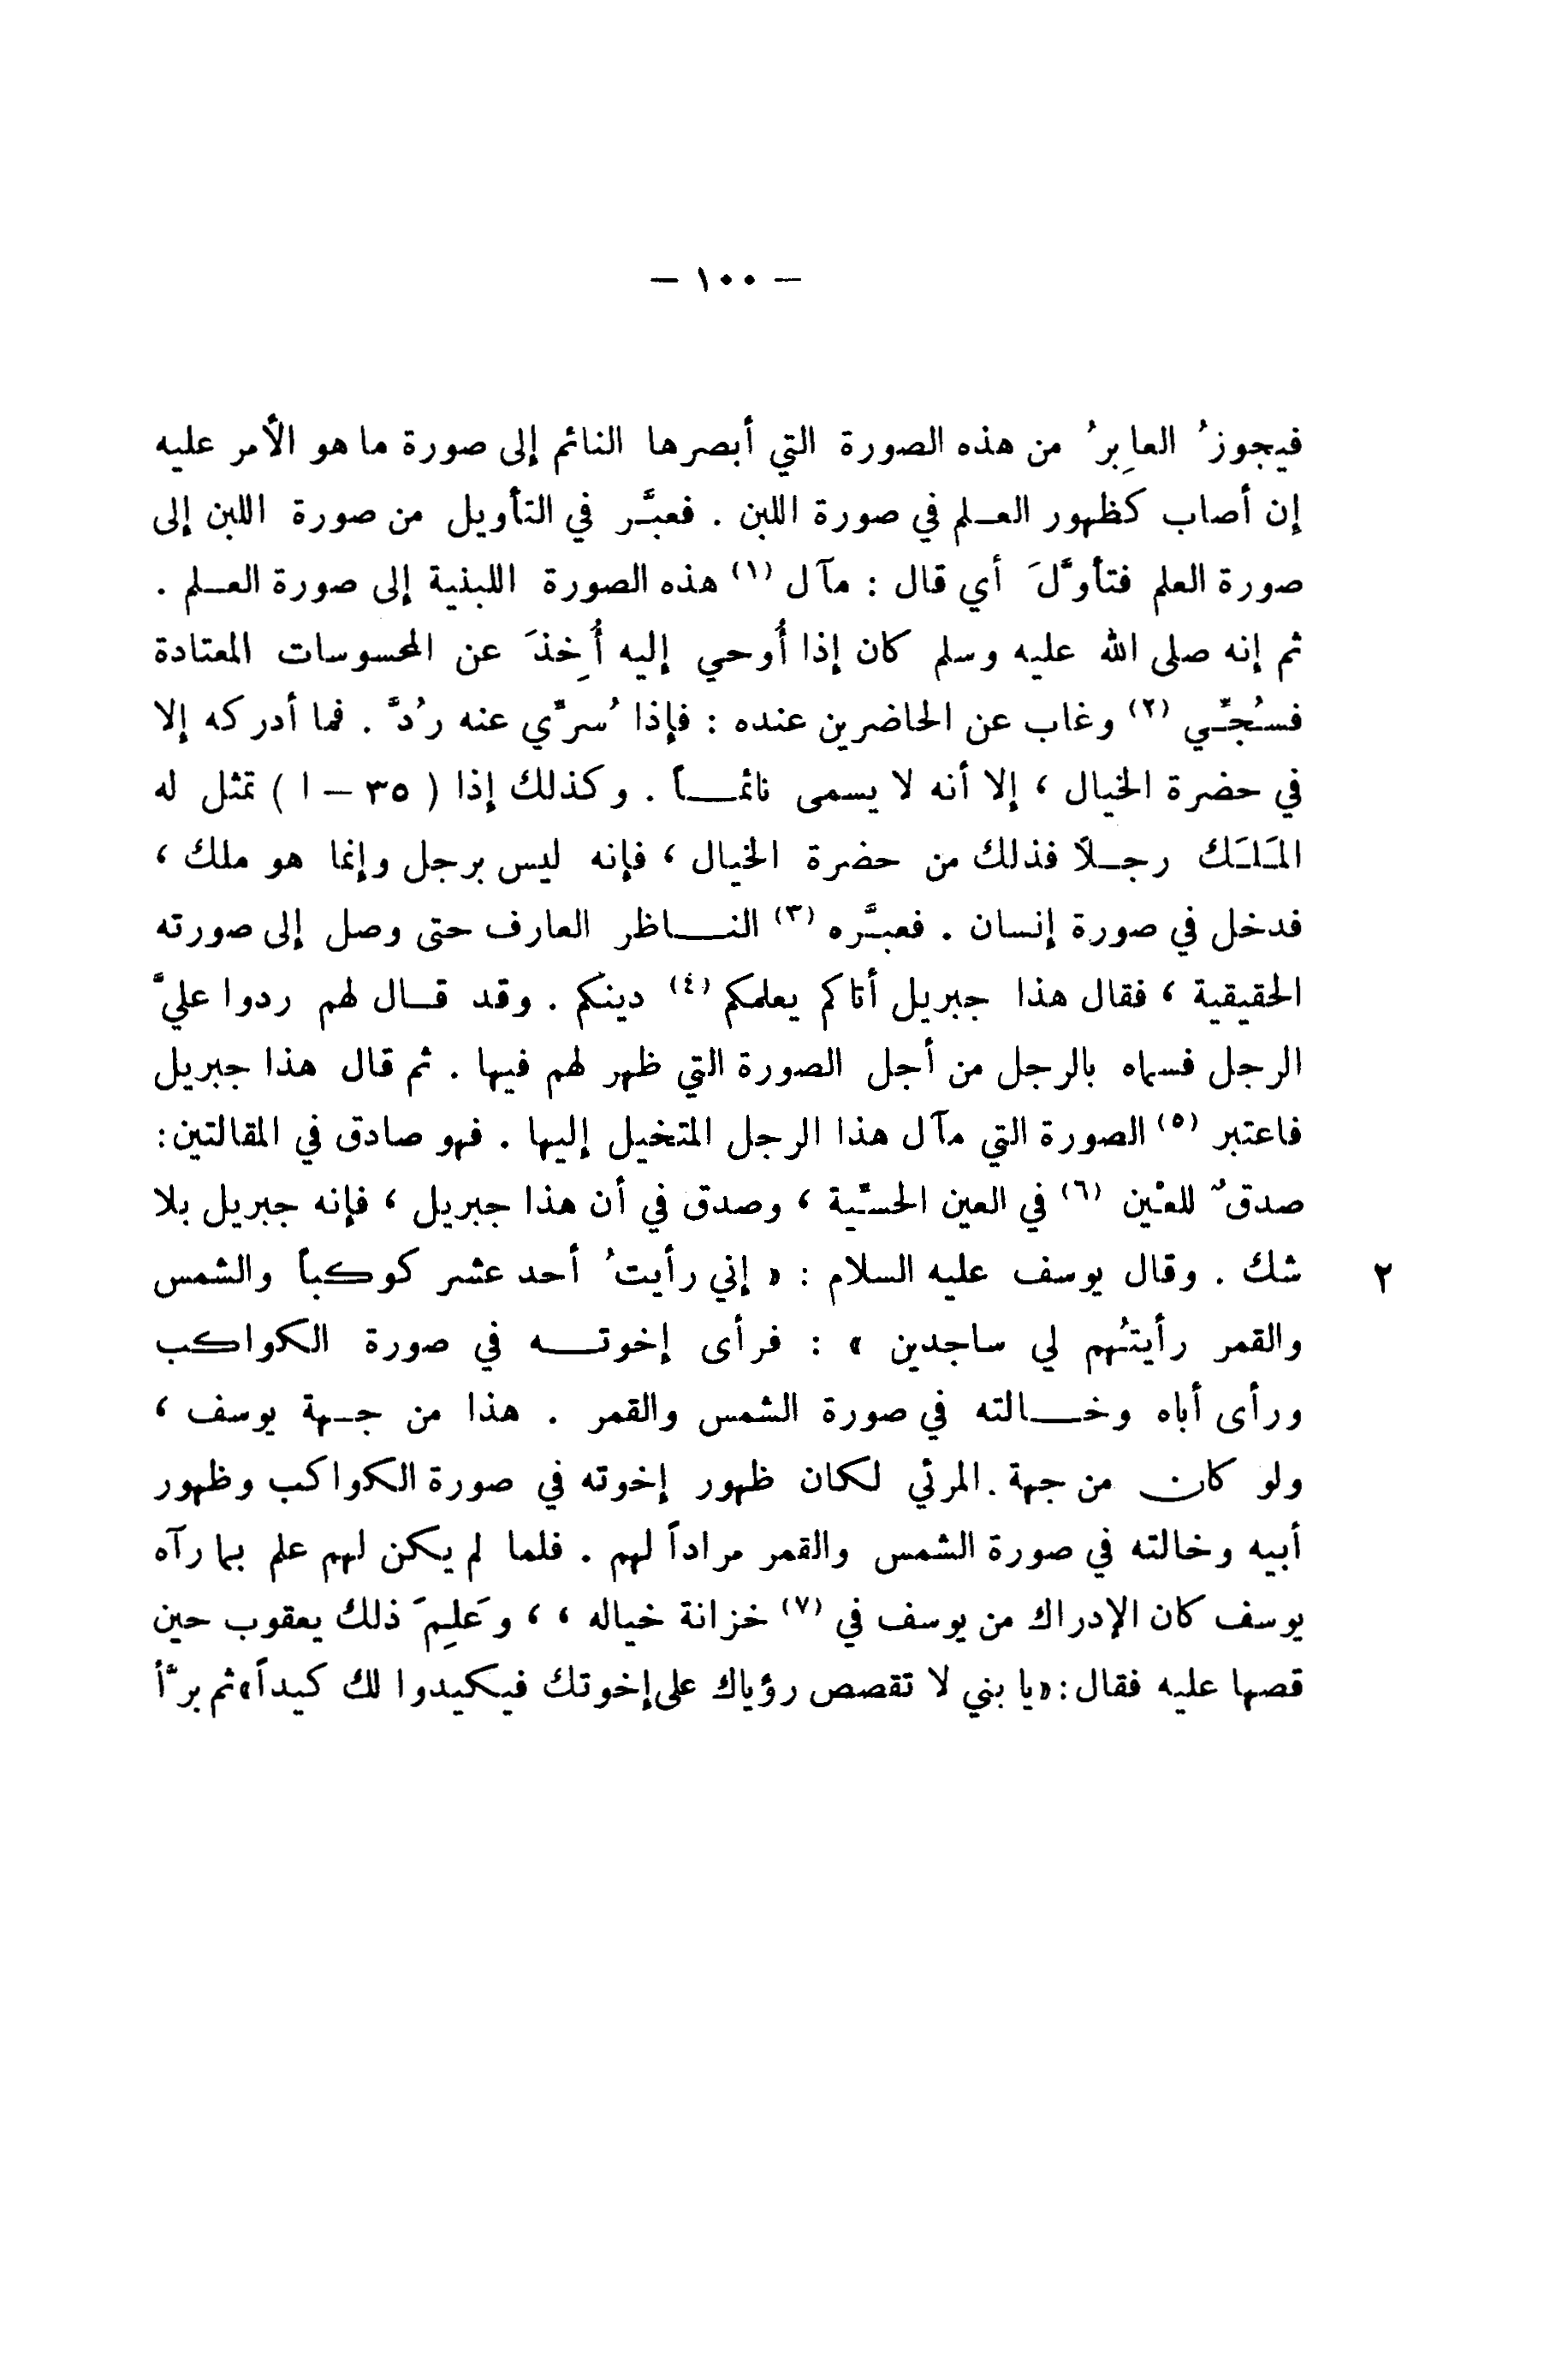 — ١٠٠ —
فيجوزُ العابِرُ من هذه الصورة التي أبصرها النائم إلى صورة ما هو الأمر عليه
إن أصاب كظهور العلم في صورة اللبن . فعبَّر في التأويل من صورة اللبن إلى
صورة العلم فتأوَّلَ أي قال : مآل (١) هذه الصورة اللبنية إلى صورة العلم .
ثم إنه صلى الله عليه وسلم كان إذا أُوحي إليه أُخِذَ عن المحسوسات المعتادة
فسُجِّي (٢) وغاب عن الحاضرين عنده : فإذا سُرِّي عنه رُدَّ . فما أدركه إلا
في حضرة الخيال ، إلا أنه لا يسمى نائماً . وكذلك إذا ( ٣٥ — ا ) تمثل له
المَلَك رجلًا فذلك من حضرة الخيال ، فإنه ليس برجل وإنما هو ملك ،
فدخل في صورة إنسان . فعبَّره (٣) الناظر العارف حتى وصل إلى صورته
الحقيقية ، فقال هذا جبريل أتاكم يعلمكم (٤) دينكم . وقد قال لهم ردوا عليَّ
الرجل فسماه بالرجل من أجل الصورة التي ظهر لهم فيها . ثم قال هذا جبريل
فاعتبر (٥) الصورة التي مآل هذا الرجل المتخيل إليها . فهو صادق في المقالتين:
صدقٌ للعيْن (٦) في العين الحسّية ، وصدق في أن هذا جبريل ، فإنه جبريل بلا
٢ شك . وقال يوسف عليه السلام : « إني رأيتُ أحد عشر كوكباً والشمس
والقمر رأيتُهم لي ساجدين » : فرأى إخوته في صورة الكواكب
ورأى أباه وخالته في صورة الشمس والقمر . هذا من جهة يوسف ،
ولو كان من جهة .المرئي لكان ظهور إخوته في صورة الكواكب وظهور
أبيه وخالته في صورة الشمس والقمر مراداً لهم . فلما لم يكن لهم علم بما رآه
يوسف كان الإدراك من يوسف في (٧) خزانة خياله ، ، وعَلِمَ ذلك يعقوب حين
قصها عليه فقال: «يا بني لا تقصص رؤياك على إخوتك فيكيدوا لك كيداً» ثم برَّأ